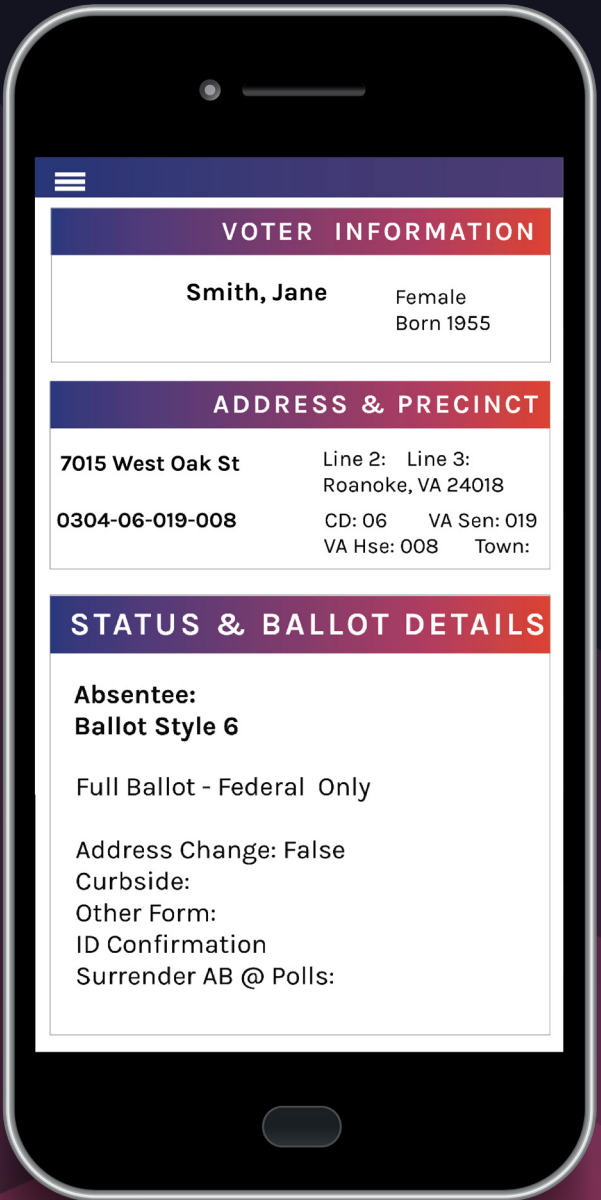 VOTER INFORMATION
Smith, Jane
Female
Born 1955
ADDRESS & PRECINCT
7015 West Oak St
Line 2: Line 3:
Roanoke, VA 24018
0304-06-019-008
CD: 06 VA Sen: 019
VA Hse: 008 Town:
STATUS & BALLOT DETAILS
Absentee:
Ballot Style 6
Full Ballot - Federal Only
Address Change: False
Curbside:
Other Form:
ID Confirmation
Surrender AB @ Polls: